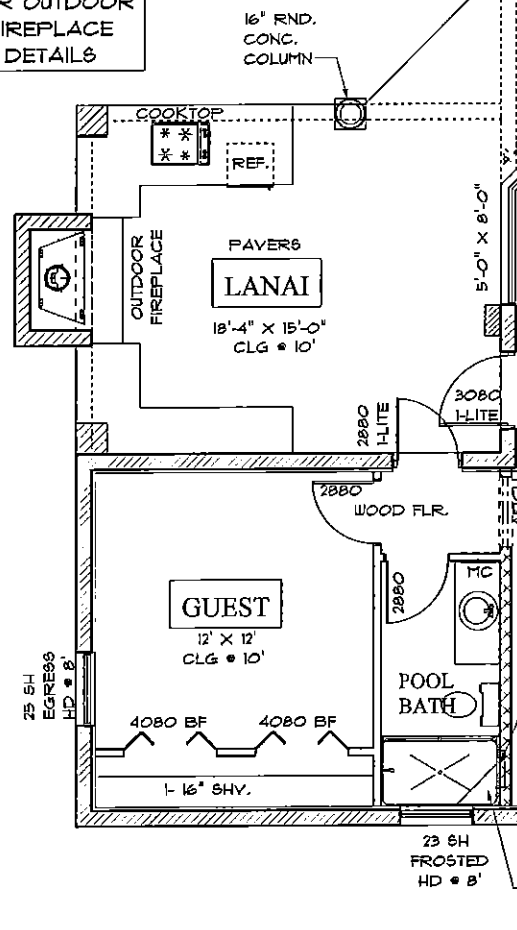 OUTDOOR
FIREPLACE
DETAILS
16" RND.
CONC.
COLUMN
COOKTOP
REF.
OUTDOOR
FIREPLACE
PAVERS
LANAI
18'-4" X 15'-0"
CLG @ 10'
5'-0" X 8'-0"
3080
1-LITE
2880
1-LITE
2880
WOOD FLR.
2880
MC
GUEST
12' X 12'
CLG @ 10'
25 SH
EGRESS
HD @ 8'
POOL
BATH
4080 BF
4080 BF
1- 16" SHV.
23 SH
FROSTED
HD @ 8'